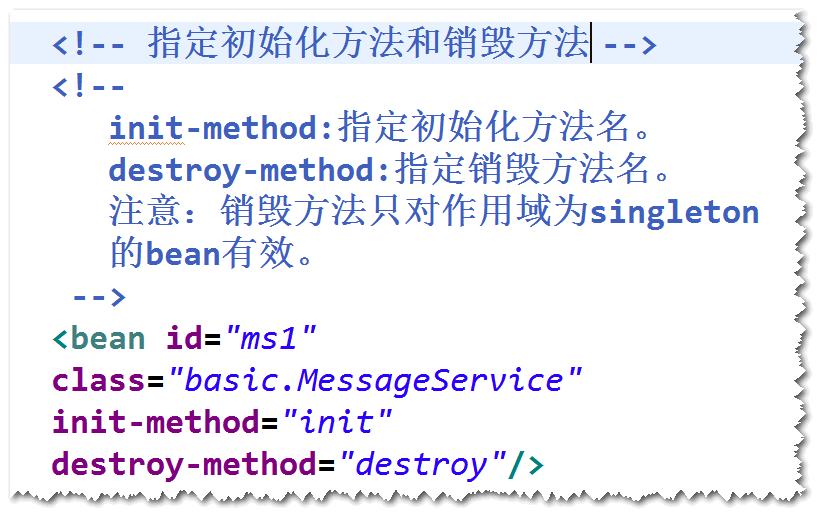 <!-- 指定初始化方法和销毁方法 -->
<!--
init-method:指定初始化方法名。
destroy-method:指定销毁方法名。
注意：销毁方法只对作用域为singleton
的bean有效。
-->
<bean id="ms1"
class="basic.MessageService"
init-method="init"
destroy-method="destroy"/>